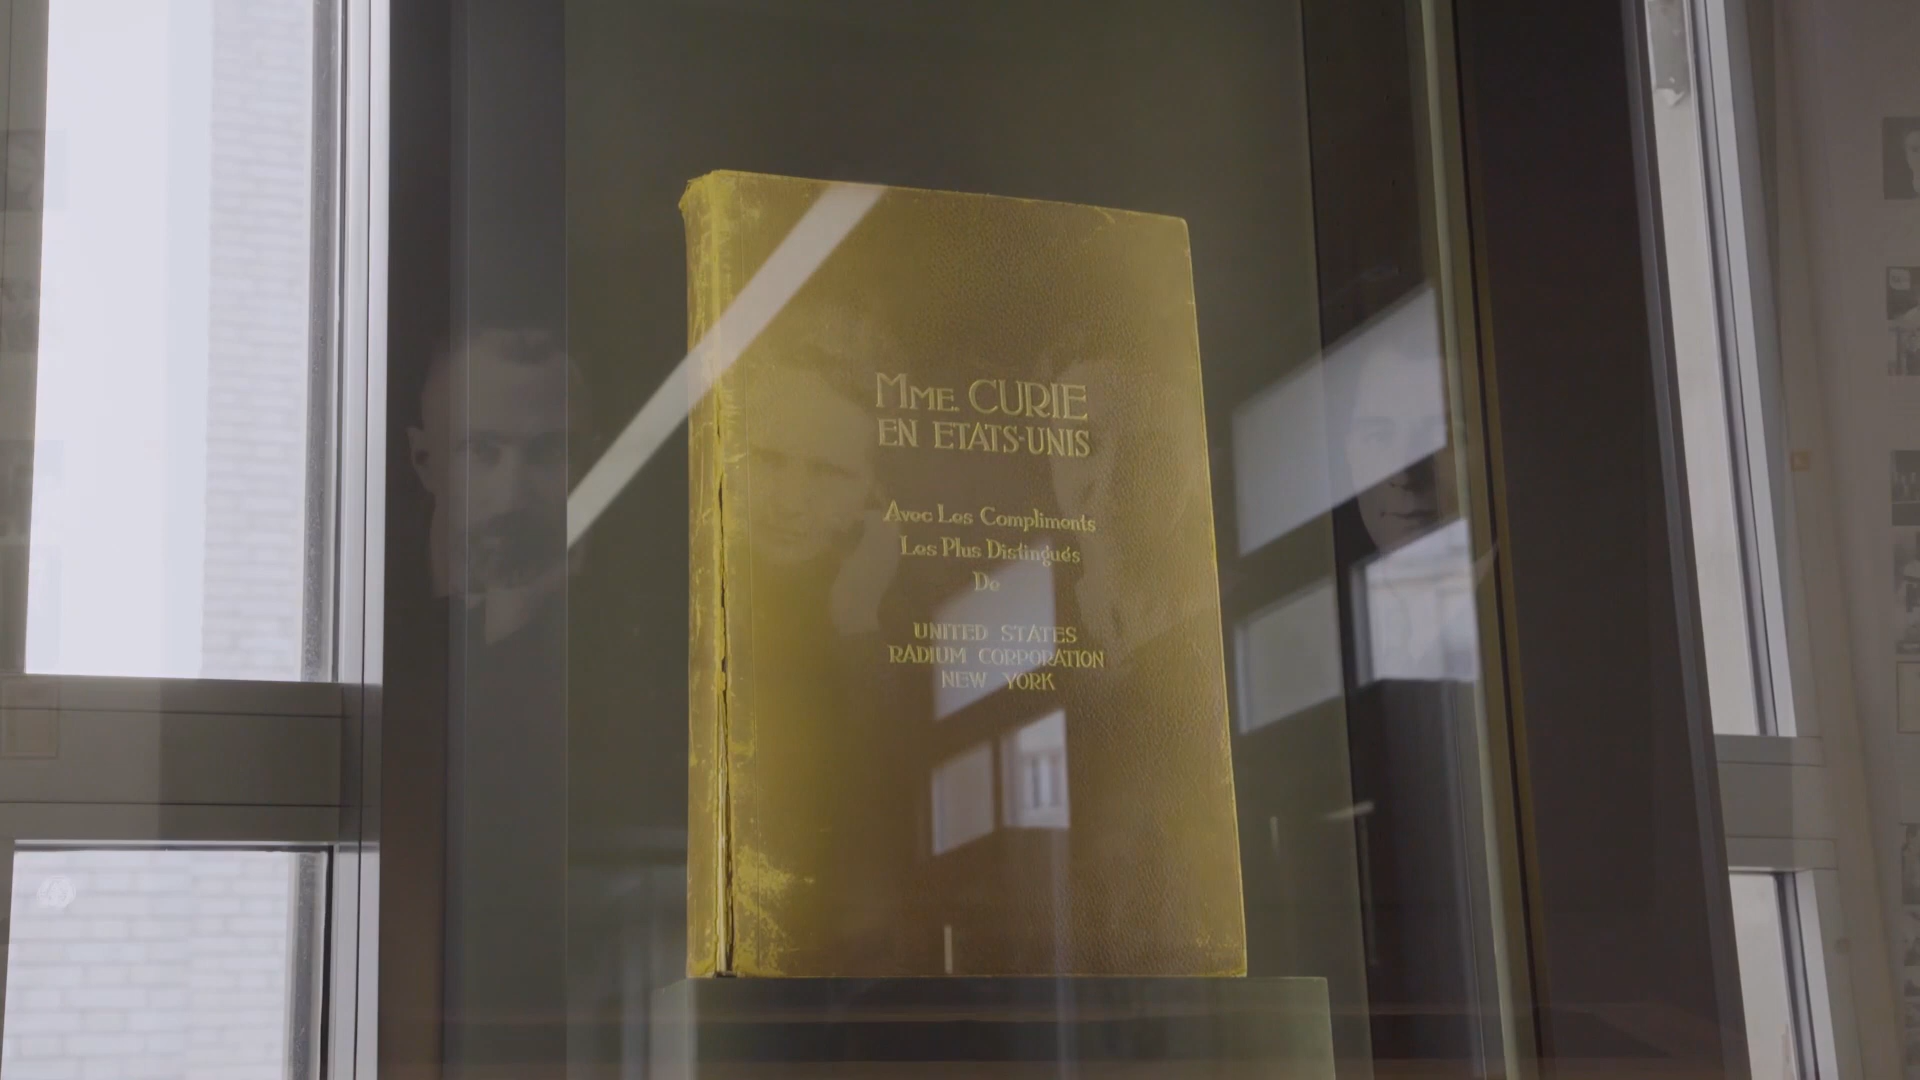 MME. CURIE
EN ETATS-UNIS
Avec Les Compliments
Les Plus Distingués
De
UNITED STATES
RADIUM CORPORATION
NEW YORK